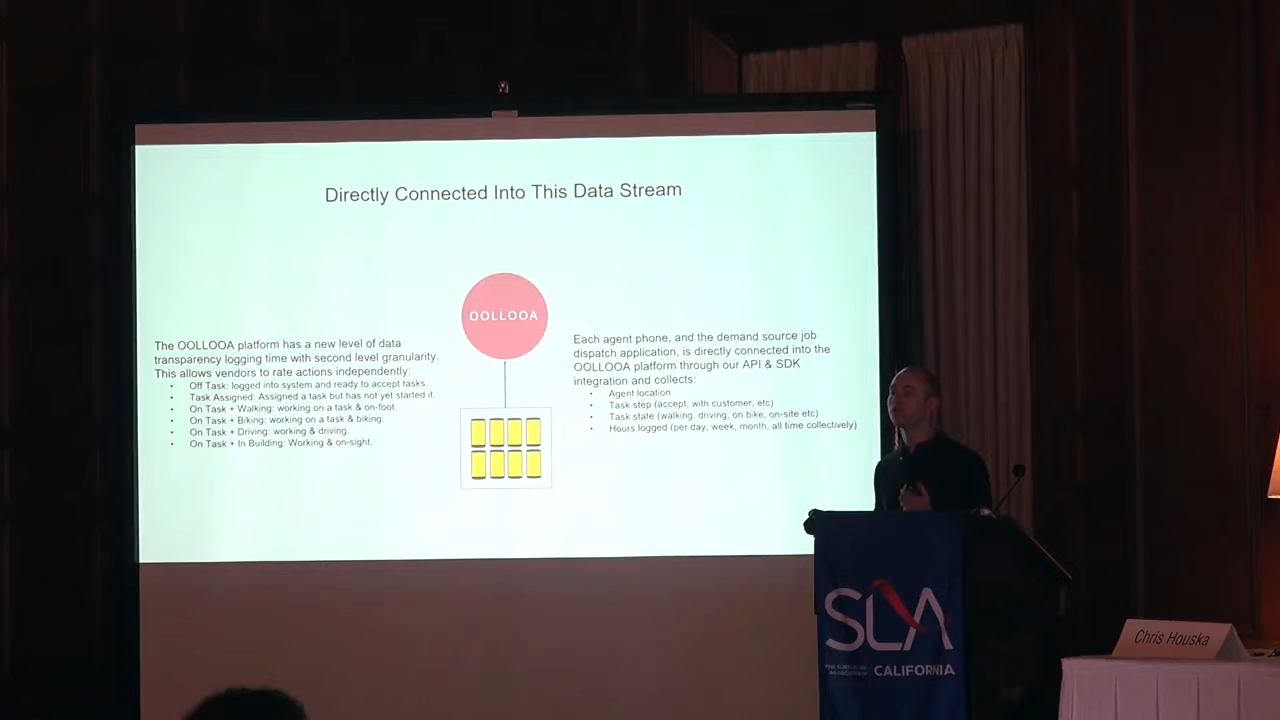 Directly Connected Into This Data Stream
OOLLOOA
The OOLLOOA platform has a new level of data
transparency logging time with second level granularity.
This allows vendors to rate actions independently:
• Off Task: logged into system and ready to accept tasks.
• Task Assigned: Assigned a task but has not yet started it.
• On Task + Walking: working on a task & on-foot.
• On Task + Biking: working on a task & biking.
• On Task + Driving: working & driving.
• On Task + In Building: Working & on-sight.
Each agent phone, and the demand source job
dispatch application, is directly connected into the
OOLLOOA platform through our API & SDK
integration and collects:
• Agent location
• Task step (accept, with customer, etc)
• Task state (walking, driving, on bike, on-site etc)
• Hours logged (per day, week, month, all time collectively)
SLA
CALIFORNIA
Chris Houska